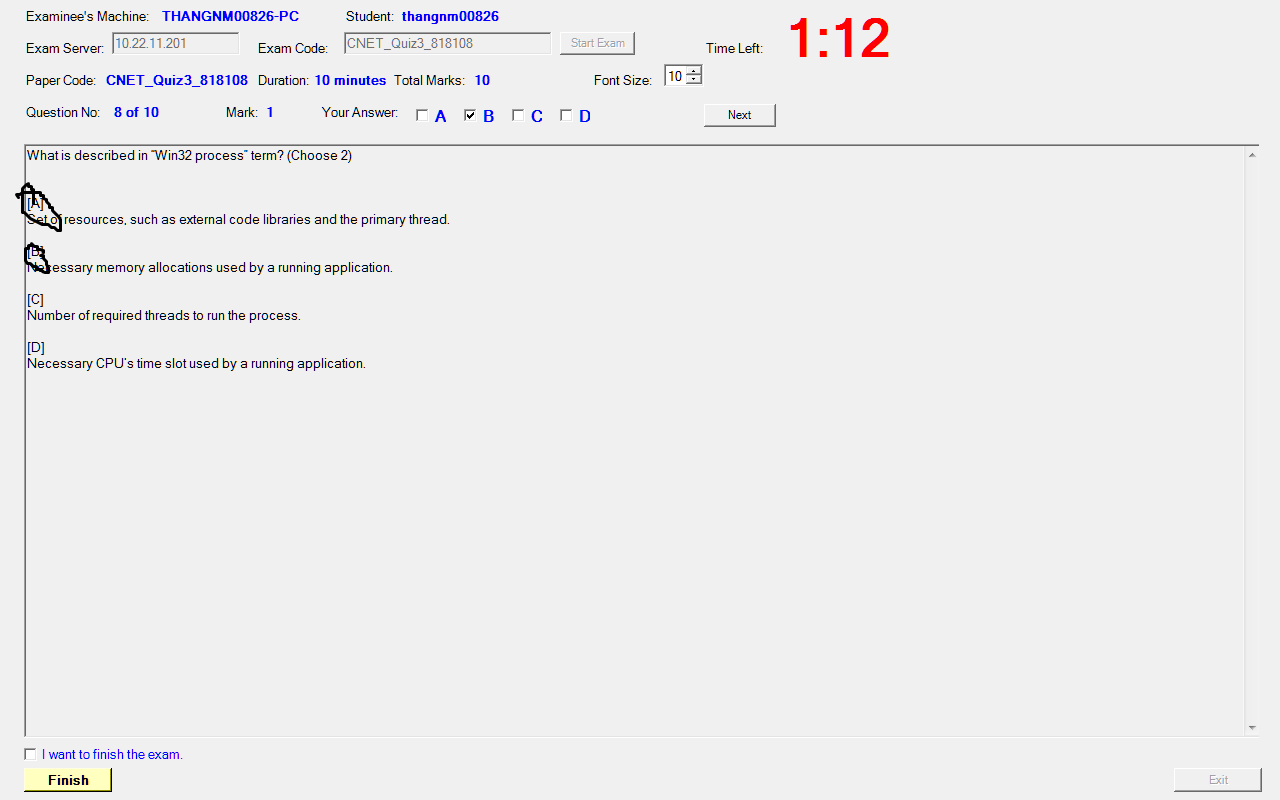 Examinee's Machine: THANGNM00826-PC Student: thangnm00826
Exam Server: 10.22.11.201 Exam Code: CNET_Quiz3_818108 Start Exam Time Left: 1:12
Paper Code: CNET_Quiz3_818108 Duration: 10 minutes Total Marks: 10 Font Size: 10
Question No: 8 of 10 Mark: 1 Your Answer: A B C D Next
What is described in "Win32 process" term? (Choose 2)
[A]
Set of resources, such as external code libraries and the primary thread.
[B]
Necessary memory allocations used by a running application.
[C]
Number of required threads to run the process.
[D]
Necessary CPU's time slot used by a running application.
I want to finish the exam.
Finish Exit